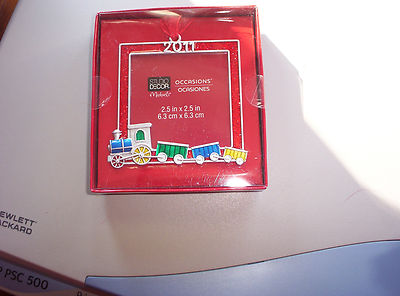 2011
STUDIO
DECOR
Michaels
OCCASIONS
OCASIONES
2.5 in x 2.5 in
6.3 cm x 6.3 cm
EWLETT
ACKARD
PSC 500